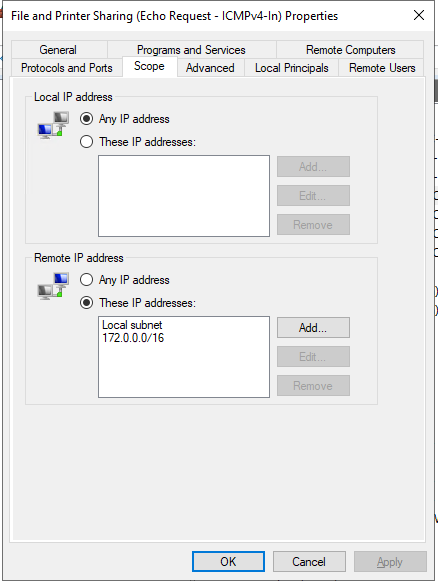 File and Printer Sharing (Echo Request - ICMPv4-In) Properties
General Programs and Services Remote Computers
Protocols and Ports Scope Advanced Local Principals Remote Users
Local IP address
Any IP address
These IP addresses:
Add...
Edit...
Remove
Remote IP address
Any IP address
These IP addresses:
Local subnet
172.0.0.0/16
Add...
Edit...
Remove
OK Cancel Apply